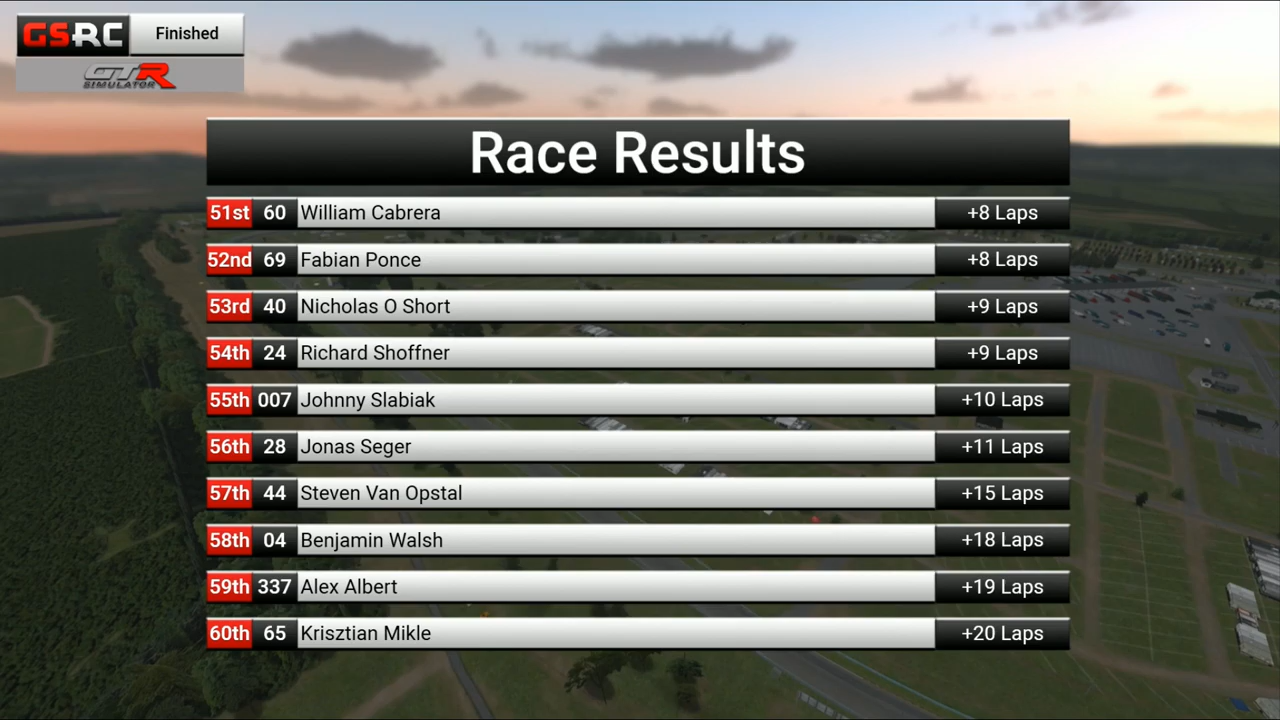 GSRC Finished
GTR
SIMULATOR
Race Results
51st 60 William Cabrera +8 Laps
52nd 69 Fabian Ponce +8 Laps
53rd 40 Nicholas O Short +9 Laps
54th 24 Richard Shoffner +9 Laps
55th 007 Johnny Slabiak +10 Laps
56th 28 Jonas Seger +11 Laps
57th 44 Steven Van Opstal +15 Laps
58th 04 Benjamin Walsh +18 Laps
59th 337 Alex Albert +19 Laps
60th 65 Krisztian Mikle +20 Laps